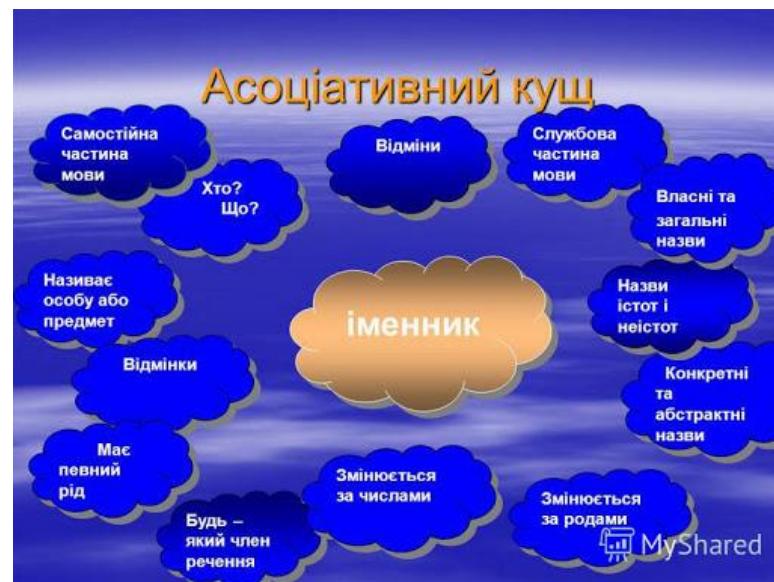 Асоціативний кущ
Самостійна
частина
мови
Хто?
Що?
Відміни
Службова
частина
мови
Власні та
загальні
назви
Називає
особу або
предмет
іменник
Назви
істот і
неістот
Відмінки
Конкретні
та
абстрактні
назви
Має
певний
рід
Змінюється
за числами
Змінюється
за родами
Будь –
який член
речення
MyShared